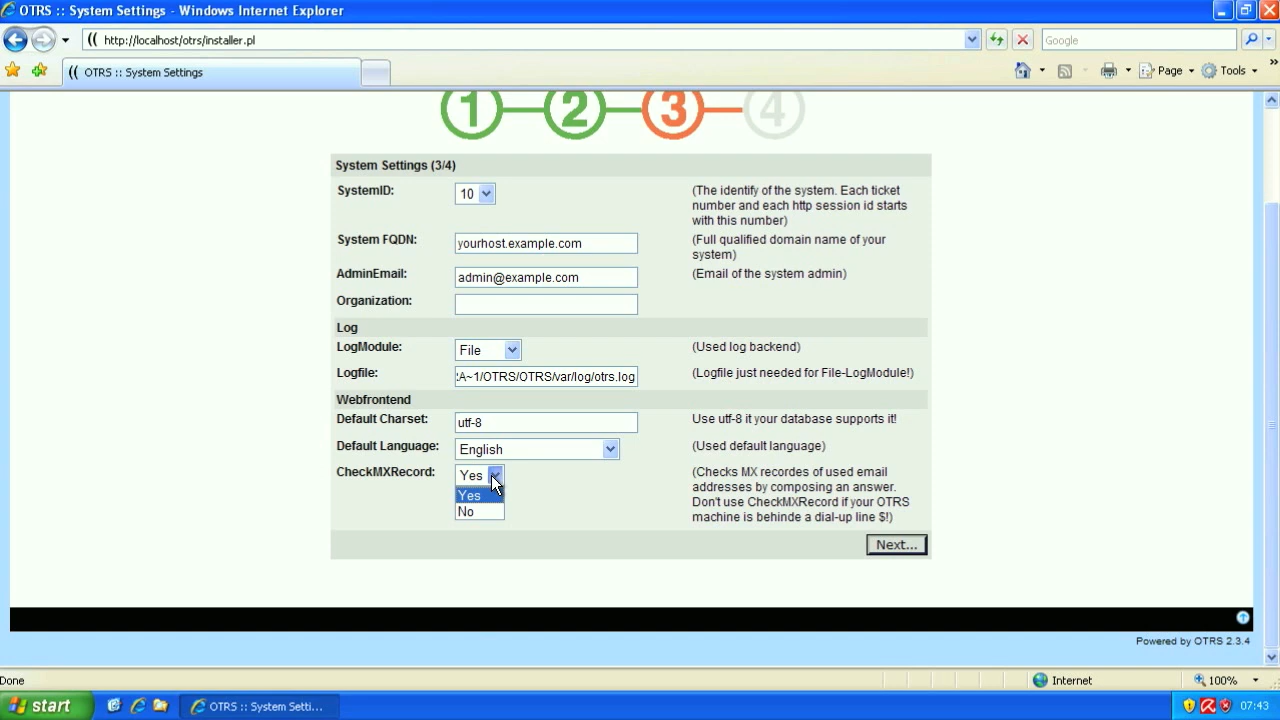 OTRS :: System Settings - Windows Internet Explorer
http://localhost/otrs/installer.pl
Google
OTRS :: System Settings
Page
Tools
1
2
3
4
System Settings (3/4)
SystemID:
10
(The identify of the system. Each ticket
number and each http session id starts
with this number)
System FQDN:
yourhost.example.com
(Full qualified domain name of your
system)
AdminEmail:
admin@example.com
(Email of the system admin)
Organization:
Log
LogModule:
File
(Used log backend)
Logfile:
:A~1/OTRS/OTRS/var/log/otrs.log
(Logfile just needed for File-LogModule!)
Webfrontend
Default Charset:
utf-8
Use utf-8 it your database supports it!
Default Language:
English
(Used default language)
CheckMXRecord:
Yes
Yes
No
(Checks MX recordes of used email
addresses by composing an answer.
Don't use CheckMXRecord if your OTRS
machine is behinde a dial-up line $!)
Next...
Powered by OTRS 2.3.4
Done
Internet
100%
start
OTRS :: System Setti...
07:43